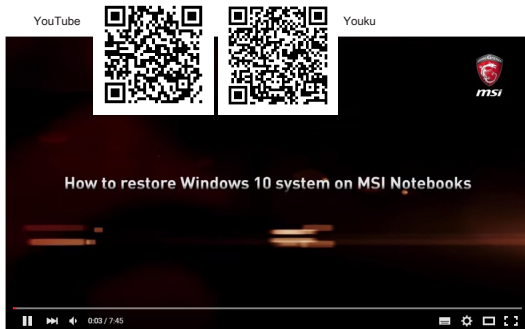 YouTube
Youku
msi
How to restore Windows 10 system on MSI Notebooks
0:03 / 7:45